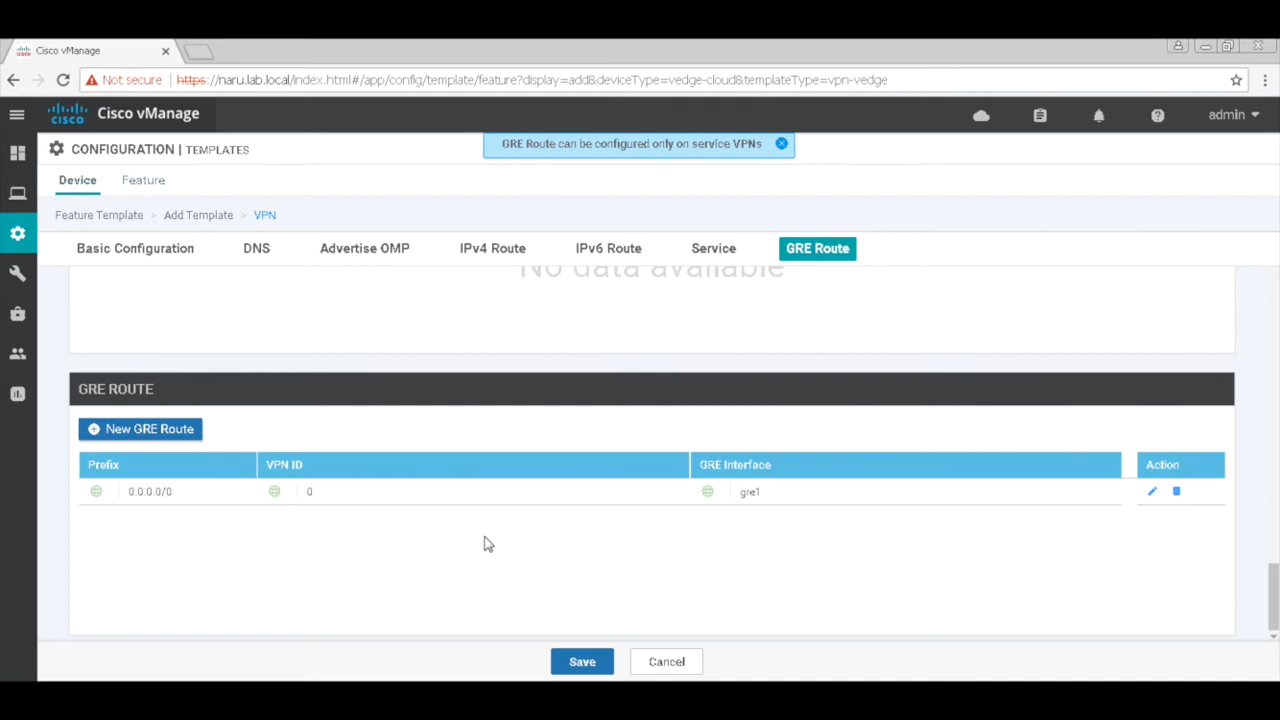 Cisco vManage
Not secure | https://naru.lab.local/index.html#/app/config/template/feature?display=add&deviceType=vedge-cloud&templateType=vpn-vedge
cisco Cisco vManage
admin
CONFIGURATION | TEMPLATES
GRE Route can be configured only on service VPNs
Device Feature
Feature Template > Add Template > VPN
Basic Configuration DNS Advertise OMP IPv4 Route IPv6 Route Service GRE Route
No data available
GRE ROUTE
New GRE Route
Prefix VPN ID GRE Interface Action
0.0.0.0/0 0 gre1
Save Cancel